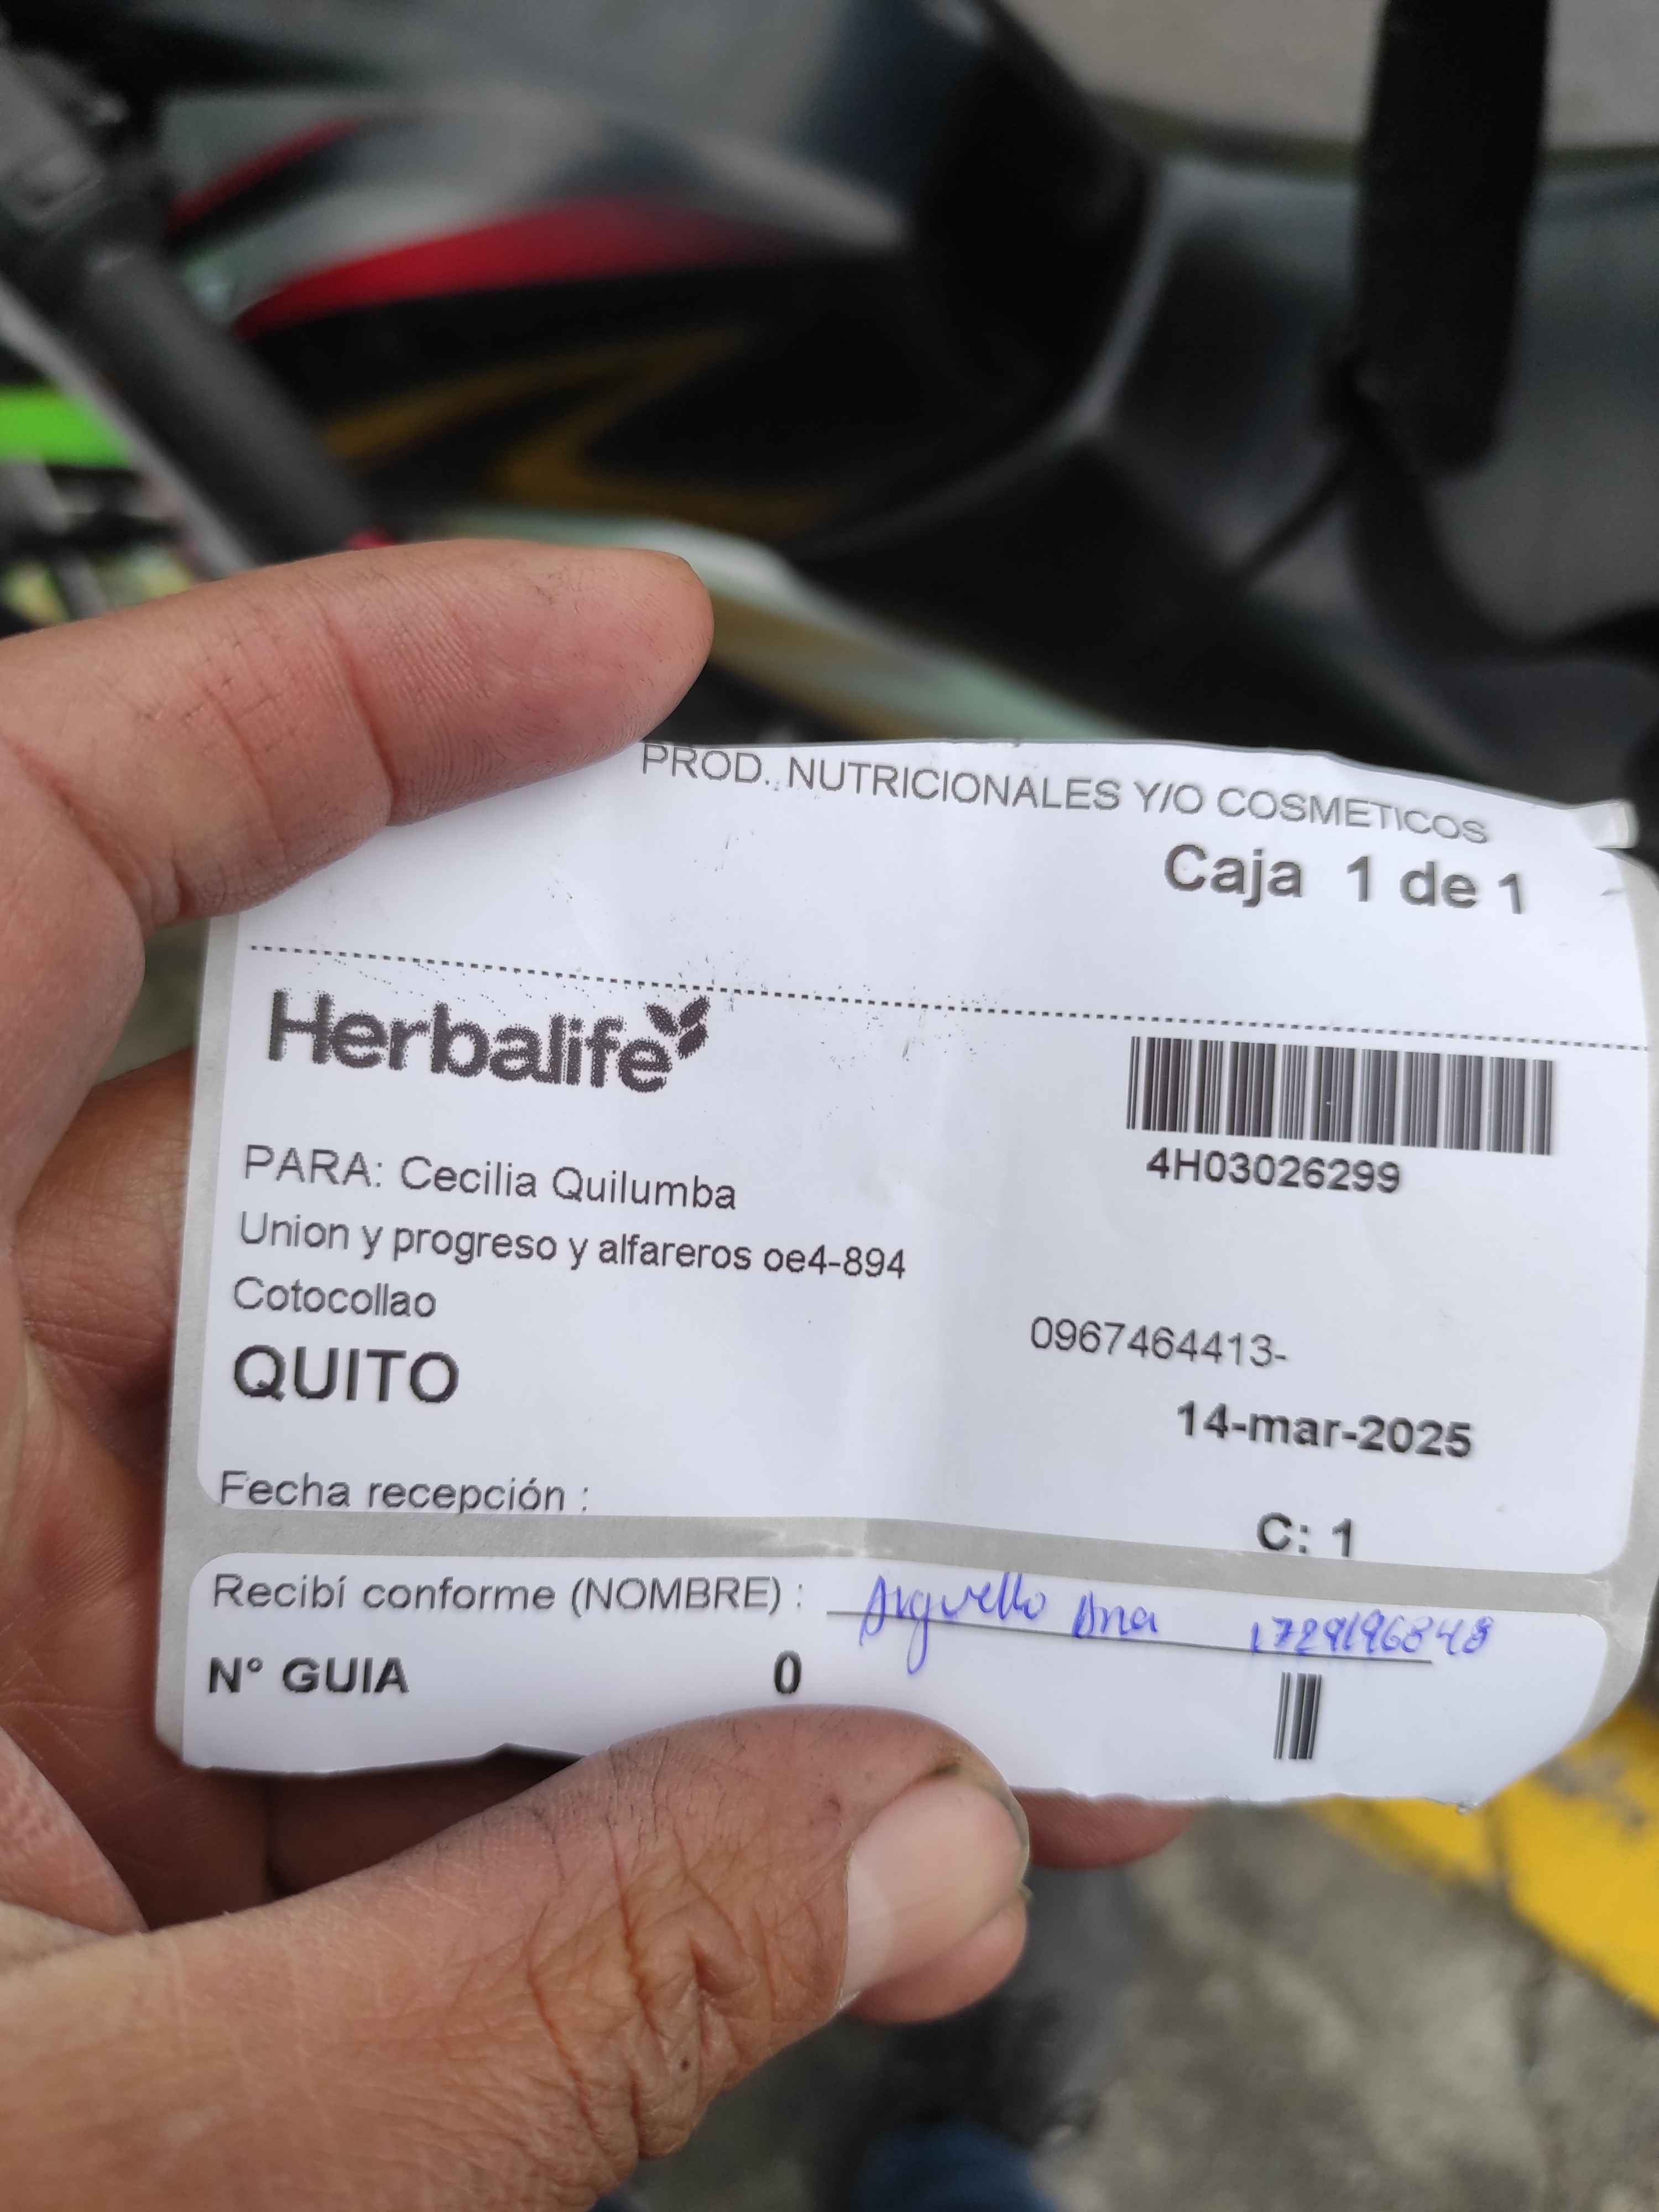 PROD. NUTRICIONALES Y/O COSMETICOS
Caja 1 de 1
Herbalife
4H03026299
PARA: Cecilia Quilumba
Union y progreso y alfareros oe4-894
Cotocollao
0967464413-
QUITO
14-mar-2025
Fecha recepción :
C: 1
Recibí conforme (NOMBRE) : Arguello Ana 1729196848
N° GUIA 0